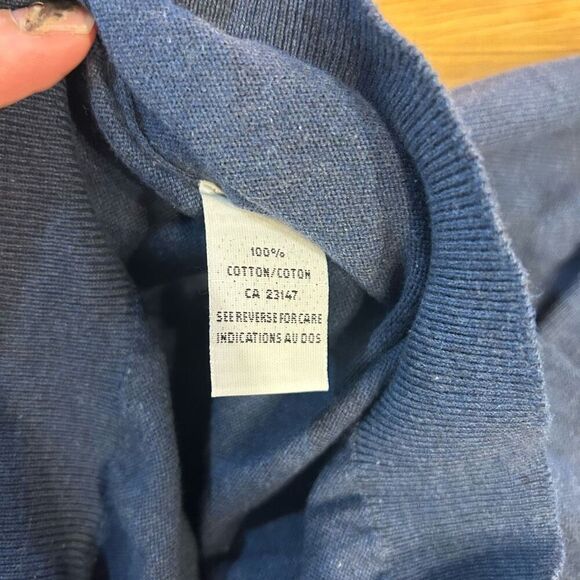 100%
COTTON/COTON
CA 23147
SEE REVERSE FOR CARE
INDICATIONS AU DOS